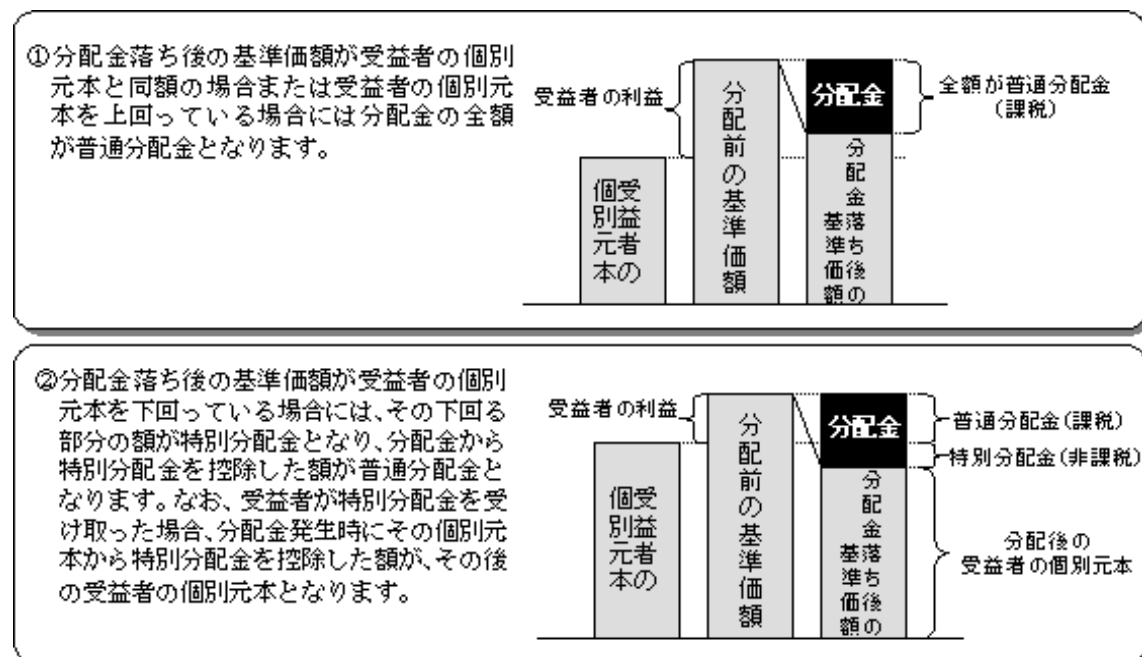 ①分配金落ち後の基準価額が受益者の個別
元本と同額の場合または受益者の個別元
本を上回っている場合には分配金の全額
が普通分配金となります。
受益者の利益
受益者の
個別元本
分配前の基準価額
分配金
分配金落ち後の
基準価額
全額が普通分配金
(課税)
②分配金落ち後の基準価額が受益者の個別
元本を下回っている場合には、その下回る
部分の額が特別分配金となり、分配金から
特別分配金を控除した額が普通分配金と
なります。なお、受益者が特別分配金を受
け取った場合、分配金発生時にその個別元
本から特別分配金を控除した額が、その後
の受益者の個別元本となります。
受益者の利益
受益者の
個別元本
分配前の基準価額
分配金
分配金落ち後の
基準価額
普通分配金(課税)
特別分配金(非課税)
分配後の
受益者の個別元本